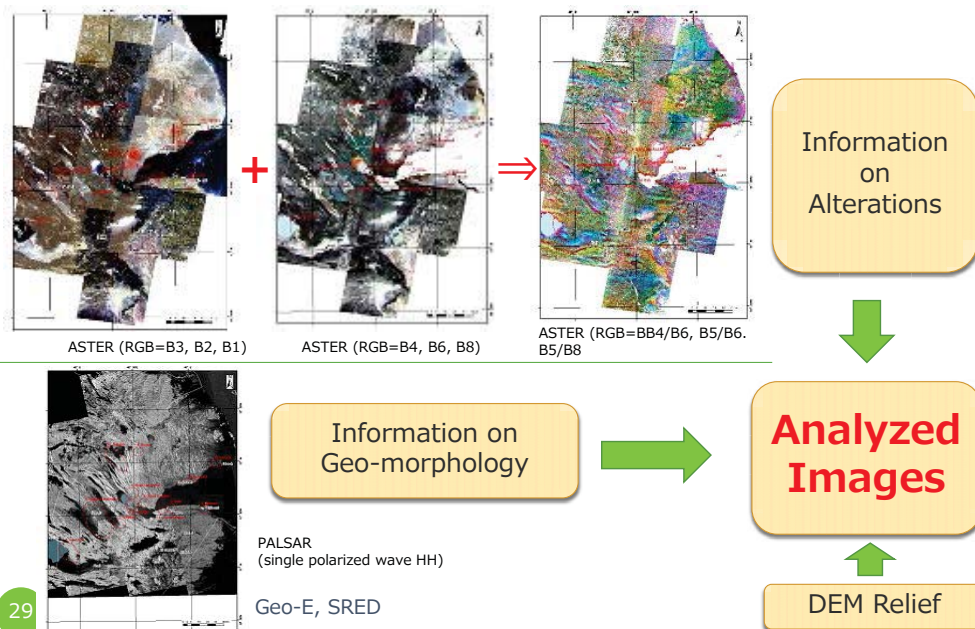 +
⇒
Information
on
Alterations
ASTER (RGB=B3, B2, B1)
ASTER (RGB=B4, B6, B8)
ASTER (RGB=BB4/B6, B5/B6.
B5/B8
Information on
Geo-morphology
Analyzed
Images
PALSAR
(single polarized wave HH)
DEM Relief
29
Geo-E, SRED